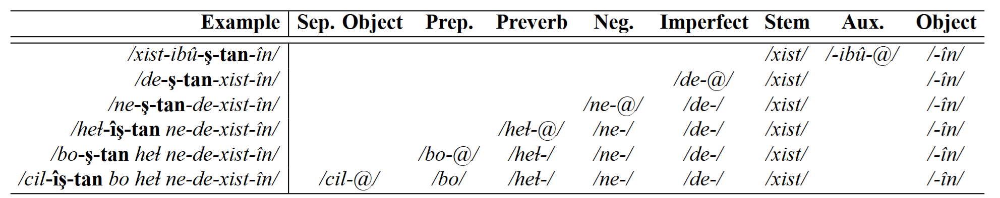 Example Sep. Object Prep. Preverb Neg. Imperfect Stem Aux. Object
/xist-ibû-ş-tan-în/ /xist/ /-ibû-@/ /-în/
/de-ş-tan-xist-în/ /de-@/ /xist/ /-în/
/ne-ş-tan-de-xist-în/ /ne-@/ /de-/ /xist/ /-în/
/heł-îş-tan ne-de-xist-în/ /heł-@/ /ne-/ /de-/ /xist/ /-în/
/bo-ş-tan heł ne-de-xist-în/ /bo-@/ /heł-/ /ne-/ /de-/ /xist/ /-în/
/cil-îş-tan bo heł ne-de-xist-în/ /cil-@/ /bo/ /heł-/ /ne-/ /de-/ /xist/ /-în/